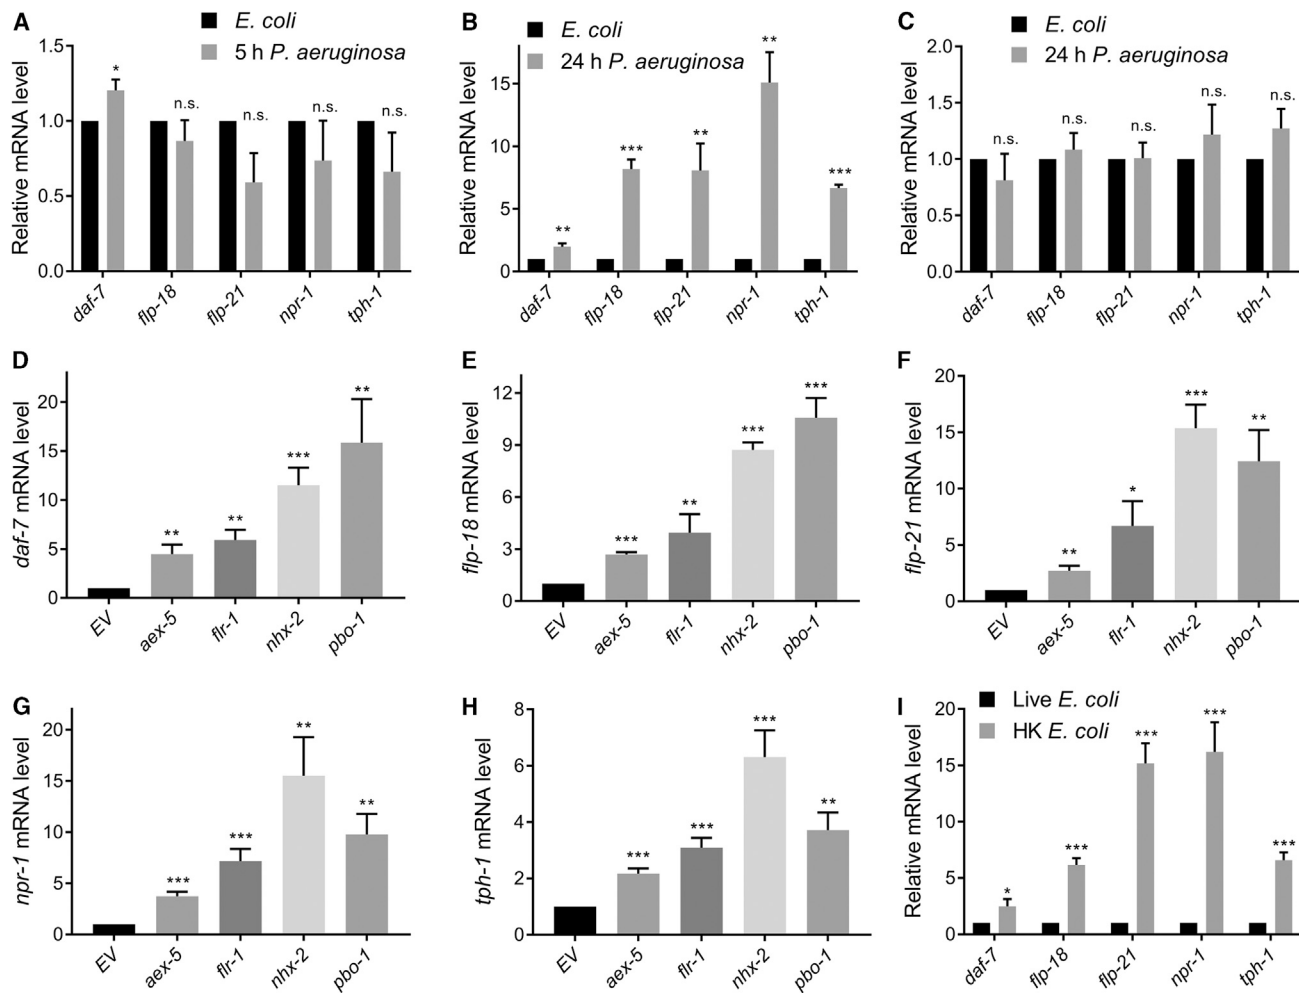 A
E. coli
5 h P. aeruginosa
Relative mRNA level
1.5
1.0
0.5
0.0
*
n.s.
n.s.
n.s.
n.s.
daf-7
flp-18
flp-21
npr-1
tph-1
B
E. coli
24 h P. aeruginosa
Relative mRNA level
15
10
5
0
**
***
**
**
***
daf-7
flp-18
flp-21
npr-1
tph-1
C
E. coli
24 h P. aeruginosa
Relative mRNA level
2.0
1.5
1.0
0.5
0.0
n.s.
n.s.
n.s.
n.s.
n.s.
daf-7
flp-18
flp-21
npr-1
tph-1
D
daf-7 mRNA level
20
15
10
5
0
**
**
***
**
EV
aex-5
flr-1
nhx-2
pbo-1
E
flp-18 mRNA level
12
9
6
3
0
***
**
***
***
EV
aex-5
flr-1
nhx-2
pbo-1
F
flp-21 mRNA level
20
15
10
5
0
**
*
***
**
EV
aex-5
flr-1
nhx-2
pbo-1
G
npr-1 mRNA level
20
15
10
5
0
***
***
**
**
EV
aex-5
flr-1
nhx-2
pbo-1
H
tph-1 mRNA level
8
6
4
2
0
***
***
***
**
EV
aex-5
flr-1
nhx-2
pbo-1
I
Live E. coli
HK E. coli
Relative mRNA level
20
15
10
5
0
*
***
***
***
***
daf-7
flp-18
flp-21
npr-1
tph-1